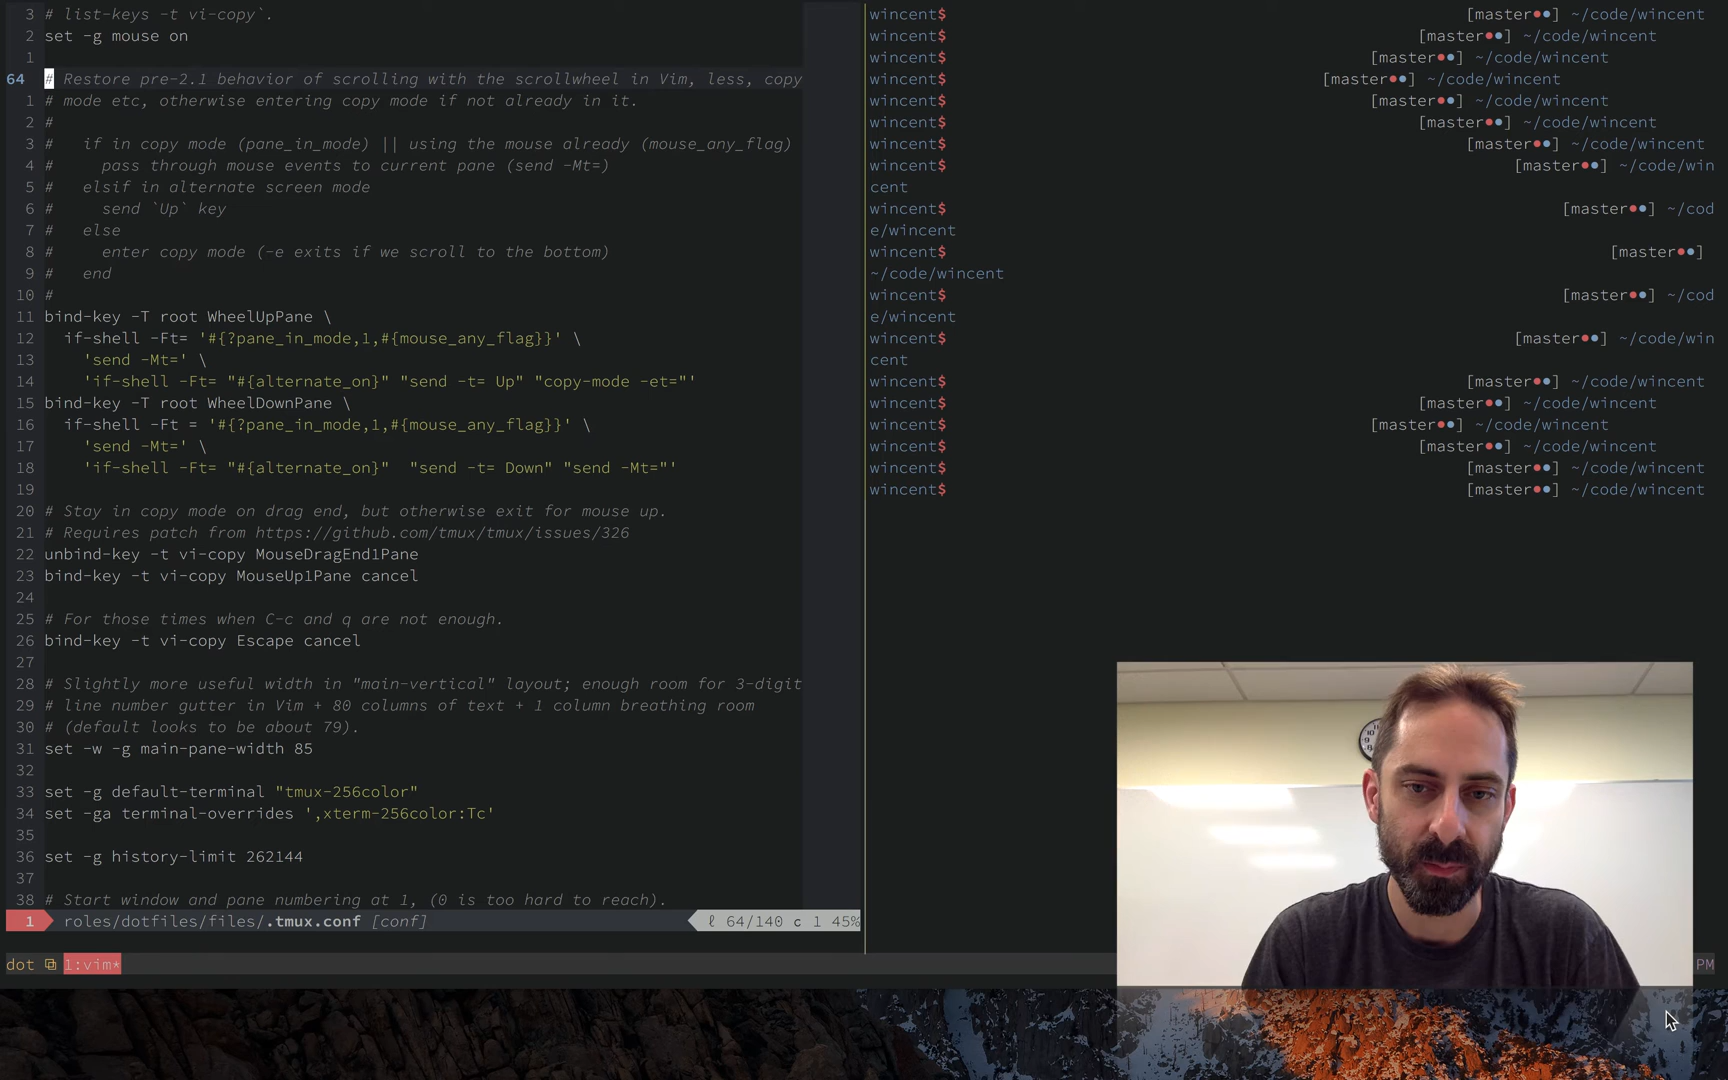 3 # list-keys -t vi-copy`.
2 set -g mouse on
1
64 # Restore pre-2.1 behavior of scrolling with the scrollwheel in Vim, less, copy
1 # mode etc, otherwise entering copy mode if not already in it.
2 #
3 #   if in copy mode (pane_in_mode) || using the mouse already (mouse_any_flag)
4 #     pass through mouse events to current pane (send -Mt=)
5 #   elsif in alternate screen mode
6 #     send `Up` key
7 #   else
8 #     enter copy mode (-e exits if we scroll to the bottom)
9 #   end
10 #
11 bind-key -T root WheelUpPane \
12   if-shell -Ft= '#{?pane_in_mode,1,#{mouse_any_flag}}' \
13     'send -Mt=' \
14     'if-shell -Ft= "#{alternate_on}" "send -t= Up" "copy-mode -et="'
15 bind-key -T root WheelDownPane \
16   if-shell -Ft = '#{?pane_in_mode,1,#{mouse_any_flag}}' \
17     'send -Mt=' \
18     'if-shell -Ft= "#{alternate_on}"  "send -t= Down" "send -Mt="'
19
20 # Stay in copy mode on drag end, but otherwise exit for mouse up.
21 # Requires patch from https://github.com/tmux/tmux/issues/326
22 unbind-key -t vi-copy MouseDragEnd1Pane
23 bind-key -t vi-copy MouseUp1Pane cancel
24
25 # For those times when C-c and q are not enough.
26 bind-key -t vi-copy Escape cancel
27
28 # Slightly more useful width in "main-vertical" layout; enough room for 3-digit
29 # line number gutter in Vim + 80 columns of text + 1 column breathing room
30 # (default looks to be about 79).
31 set -w -g main-pane-width 85
32
33 set -g default-terminal "tmux-256color"
34 set -ga terminal-overrides ',xterm-256color:Tc'
35
36 set -g history-limit 262144
37
38 # Start window and pane numbering at 1, (0 is too hard to reach).
1 roles/dotfiles/files/.tmux.conf [conf] ℓ 64/140 c 1 45%
wincent$ [master●●] ~/code/wincent
wincent$ [master●●] ~/code/wincent
wincent$ [master●●] ~/code/wincent
wincent$ [master●●] ~/code/wincent
wincent$ [master●●] ~/code/wincent
wincent$ [master●●] ~/code/wincent
wincent$ [master●●] ~/code/wincent
wincent$ [master●●] ~/code/win
cent
wincent$ [master●●] ~/cod
e/wincent
wincent$ [master●●]
~/code/wincent
wincent$ [master●●] ~/cod
e/wincent
wincent$ [master●●] ~/code/win
cent
wincent$ [master●●] ~/code/wincent
wincent$ [master●●] ~/code/wincent
wincent$ [master●●] ~/code/wincent
wincent$ [master●●] ~/code/wincent
wincent$ [master●●] ~/code/wincent
wincent$ [master●●] ~/code/wincent
dot 1:vim* PM